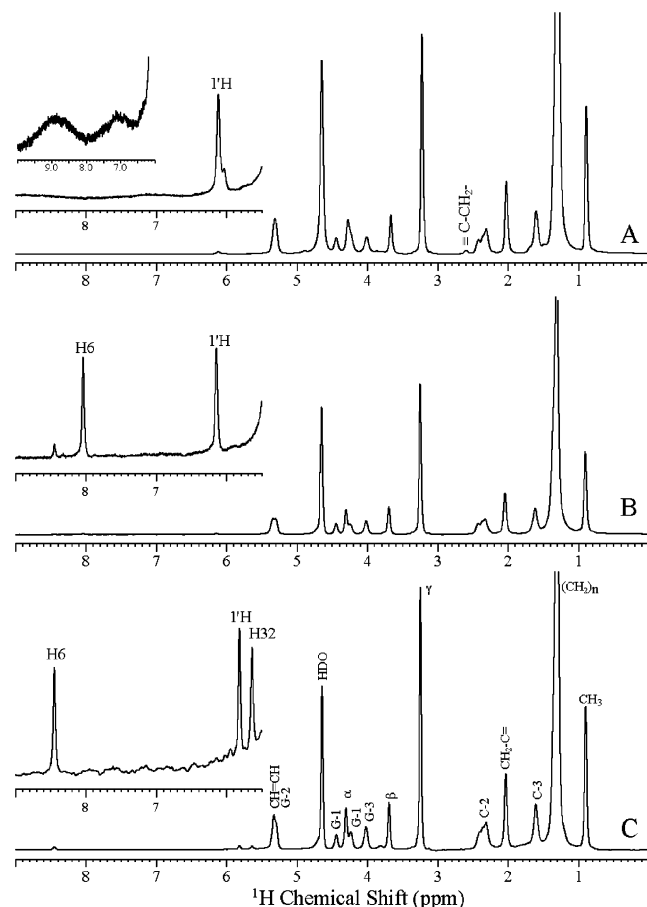 1'H
9.0 8.0 7.0
8 7
= C-CH2-
A
8 7 6 5 4 3 2 1
H6
1'H
8 7
B
8 7 6 5 4 3 2 1
H6
1'H
H32
8 7
CH=CH
G-2
HDO
G-1
α
G-1
G-3
β
γ
C-2
CH2-C=
C-3
(CH2)n
CH3
C
8 7 6 5 4 3 2 1
1H Chemical Shift (ppm)